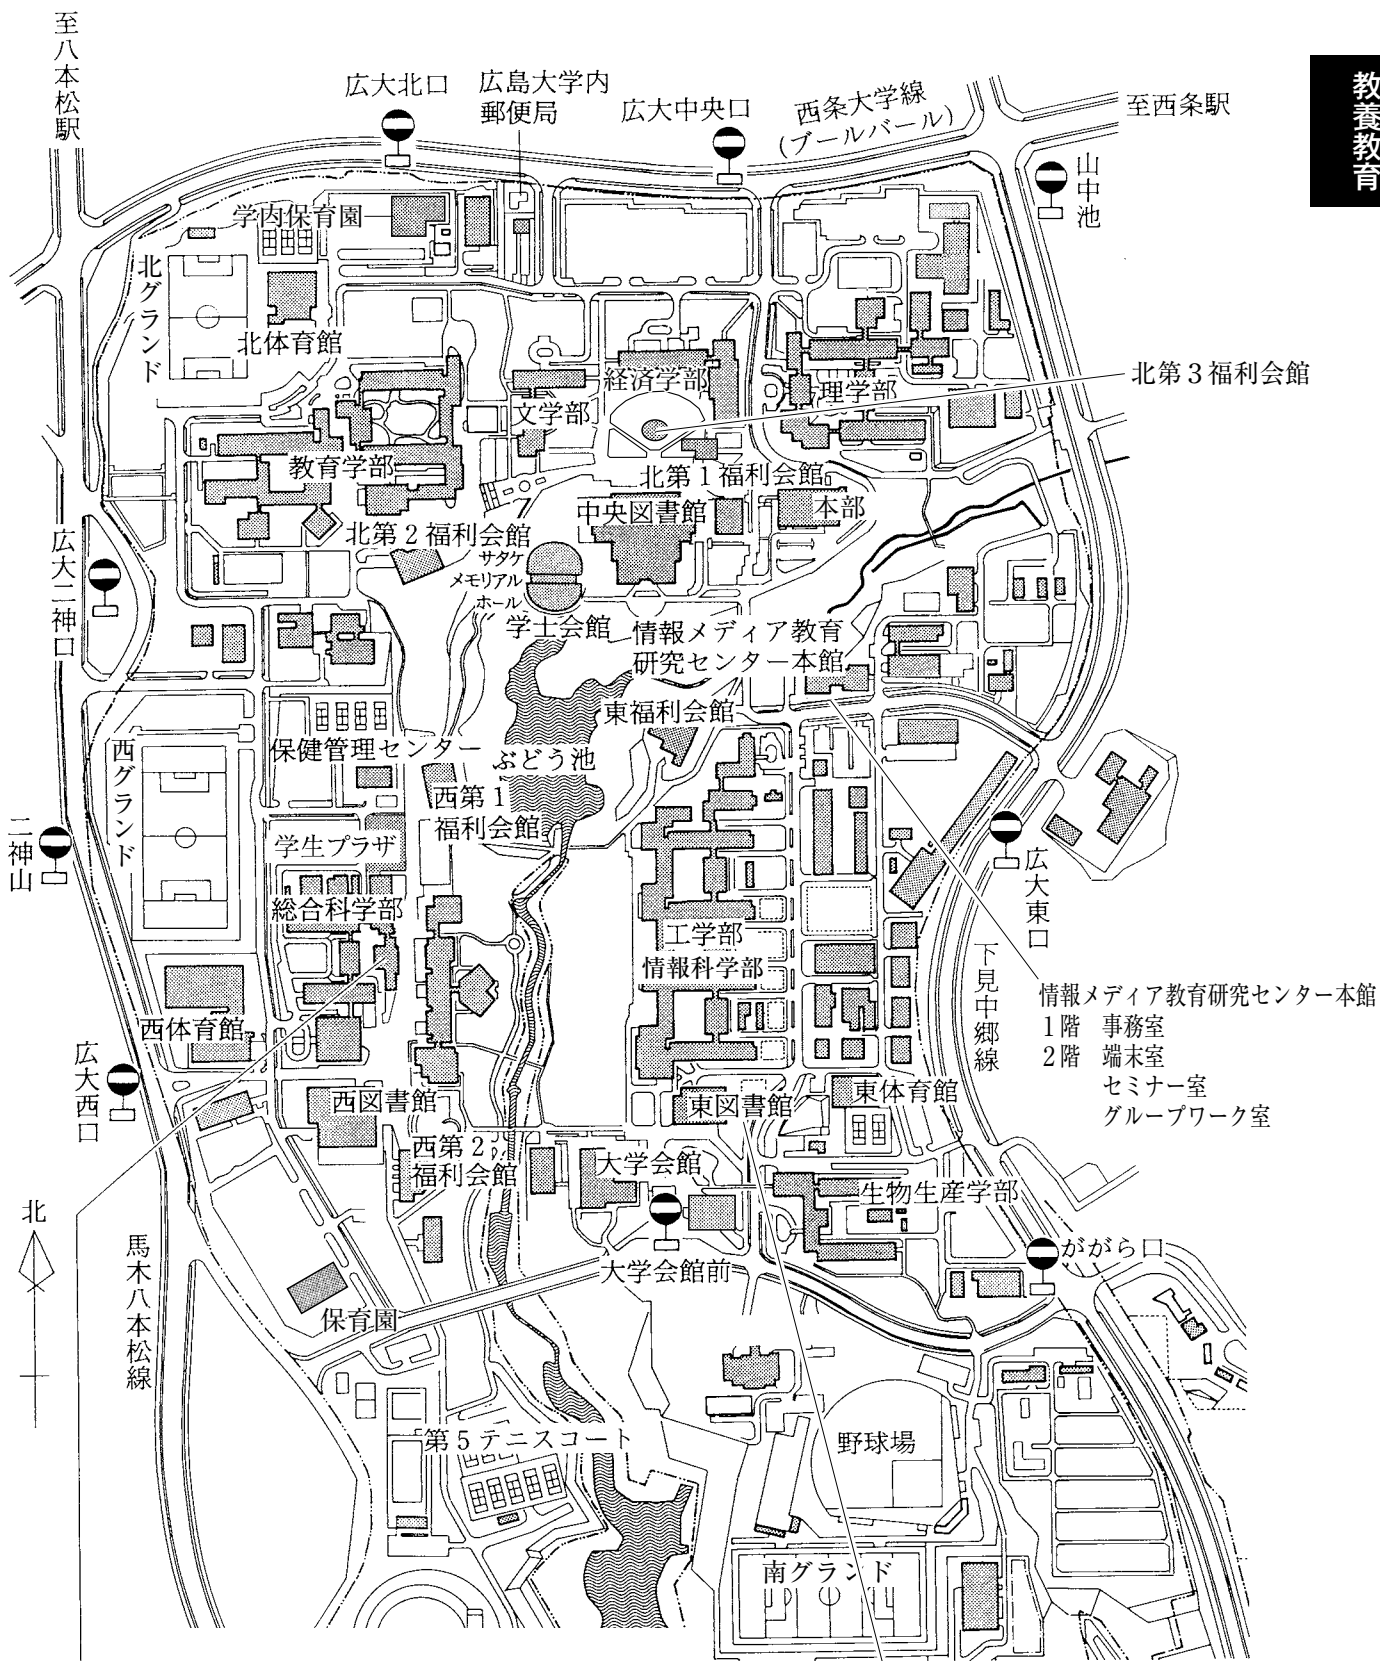 教養教育
至八本松駅
広大北口
広島大学内
郵便局
広大中央口
西条大学線
(ブールバール)
至西条駅
山中池
学内保育園
北グランド
北体育館
経済学部
文学部
理学部
北第3福利会館
教育学部
北第1福利会館
中央図書館
本部
北第2福利会館
サタケ
メモリアル
ホール
学士会館
広大二神口
情報メディア教育
研究センター本館
東福利会館
保健管理センター
ぶどう池
西グランド
西第1
福利会館
二神山
学生プラザ
総合科学部
広大東口
工学部
情報科学部
下見中郷線
情報メディア教育研究センター本館
1階 事務室
2階 端末室
セミナー室
グループワーク室
西体育館
広大西口
西図書館
東図書館
東体育館
西第2
福利会館
大学会館
生物生産学部
北
馬木八本松線
大学会館前
ががら口
保育園
第5テニスコート
野球場
南グランド